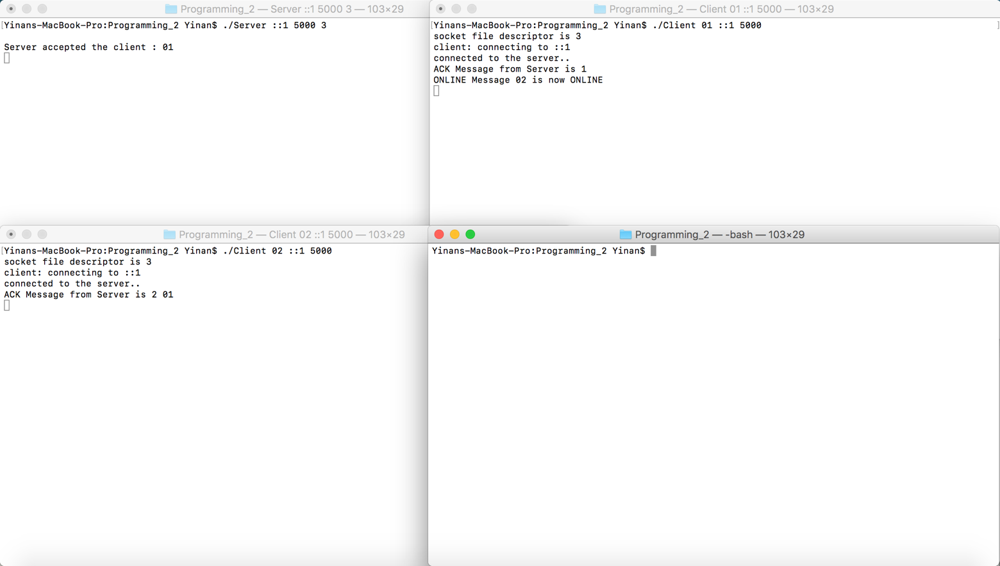 Programming_2 — Server ::1 5000 3 — 103×29
[Yinans-MacBook-Pro:Programming_2 Yinan$ ./Server ::1 5000 3
Server accepted the client : 01
Programming_2 — Client 01 ::1 5000 — 103×29
[Yinans-MacBook-Pro:Programming_2 Yinan$ ./Client 01 ::1 5000 ]
socket file descriptor is 3
client: connecting to ::1
connected to the server..
ACK Message from Server is 1
ONLINE Message 02 is now ONLINE
Programming_2 — Client 02 ::1 5000 — 103×29
[Yinans-MacBook-Pro:Programming_2 Yinan$ ./Client 02 ::1 5000
socket file descriptor is 3
client: connecting to ::1
connected to the server..
ACK Message from Server is 2 01
Programming_2 — -bash — 103×29
Yinans-MacBook-Pro:Programming_2 Yinan$